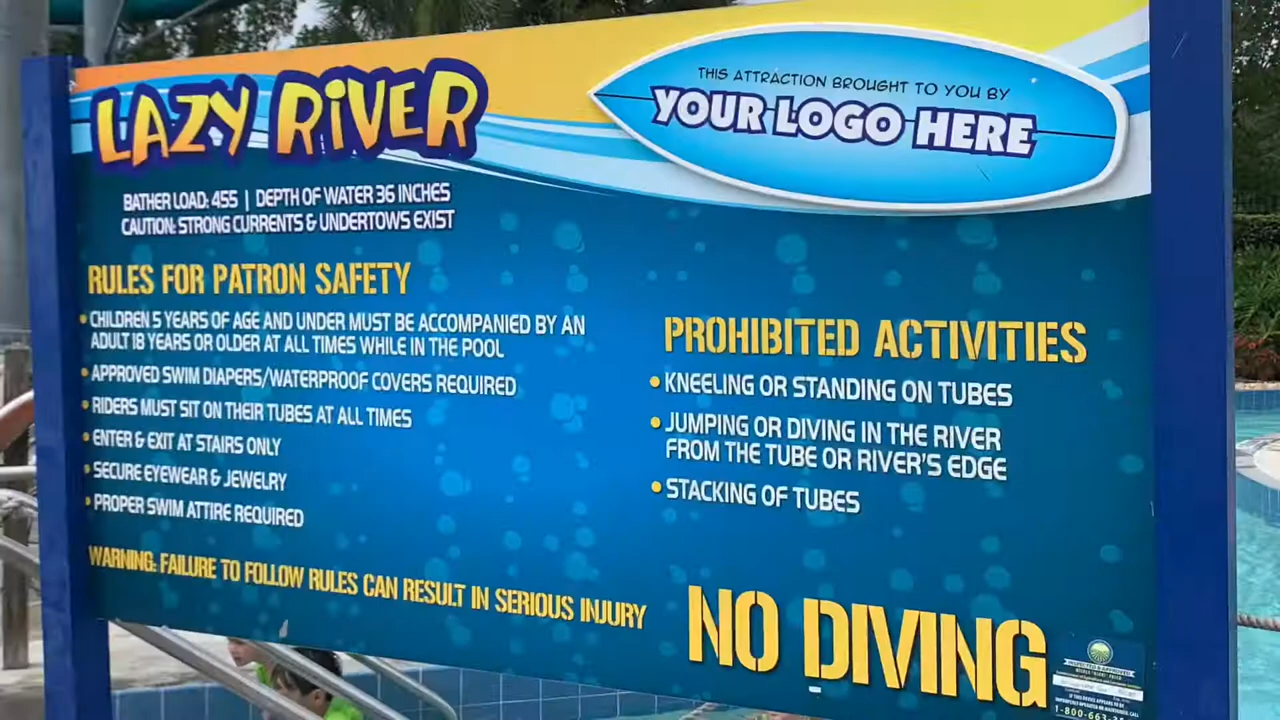 LAZY RIVER
THIS ATTRACTION BROUGHT TO YOU BY
YOUR LOGO HERE
BATHER LOAD: 455 | DEPTH OF WATER 36 INCHES
CAUTION: STRONG CURRENTS & UNDERTOWS EXIST
RULES FOR PATRON SAFETY
• CHILDREN 5 YEARS OF AGE AND UNDER MUST BE ACCOMPANIED BY AN
ADULT 18 YEARS OR OLDER AT ALL TIMES WHILE IN THE POOL
• APPROVED SWIM DIAPERS/WATERPROOF COVERS REQUIRED
• RIDERS MUST SIT ON THEIR TUBES AT ALL TIMES
• ENTER & EXIT AT STAIRS ONLY
• SECURE EYEWEAR & JEWELRY
• PROPER SWIM ATTIRE REQUIRED
WARNING: FAILURE TO FOLLOW RULES CAN RESULT IN SERIOUS INJURY
PROHIBITED ACTIVITIES
• KNEELING OR STANDING ON TUBES
• JUMPING OR DIVING IN THE RIVER
FROM THE TUBE OR RIVER'S EDGE
• STACKING OF TUBES
NO DIVING
INSPECTED & APPROVED